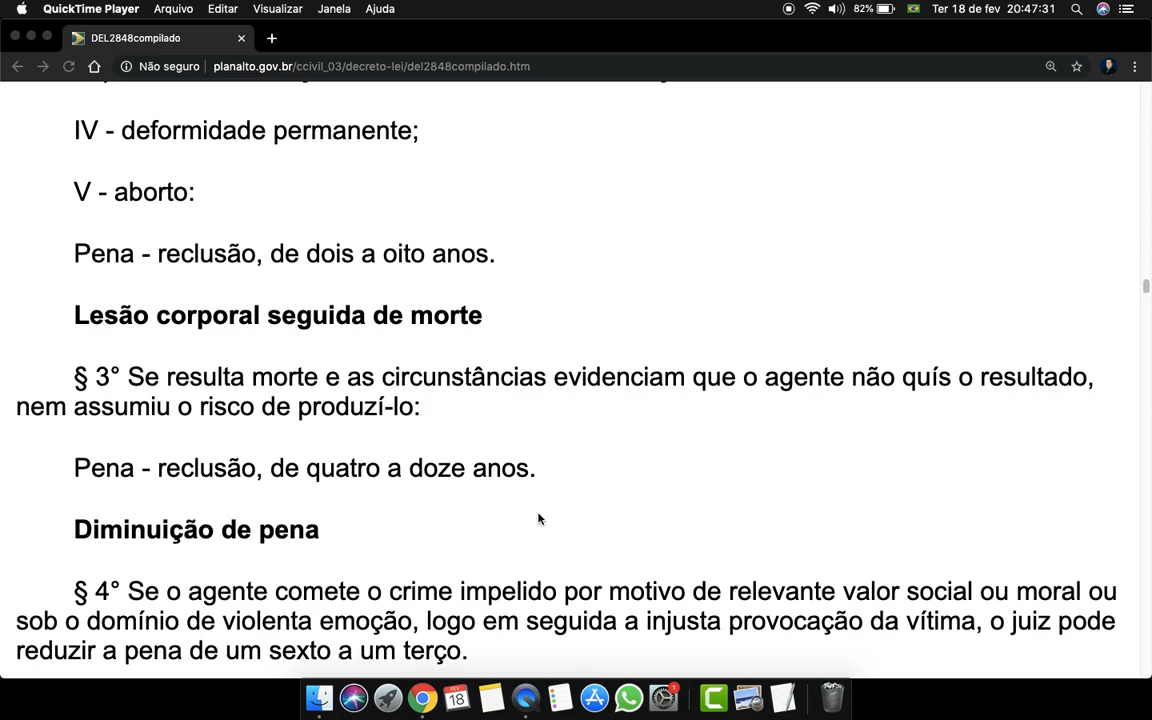 QuickTime Player Arquivo Editar Visualizar Janela Ajuda 82% Ter 18 de fev 20:47:31
DEL2848compilado
Não seguro planalto.gov.br/ccivil_03/decreto-lei/del2848compilado.htm
IV - deformidade permanente;
V - aborto:
Pena - reclusão, de dois a oito anos.
Lesão corporal seguida de morte
§ 3° Se resulta morte e as circunstâncias evidenciam que o agente não quís o resultado,
nem assumiu o risco de produzí-lo:
Pena - reclusão, de quatro a doze anos.
Diminuição de pena
§ 4° Se o agente comete o crime impelido por motivo de relevante valor social ou moral ou
sob o domínio de violenta emoção, logo em seguida a injusta provocação da vítima, o juiz pode
reduzir a pena de um sexto a um terço.
FEV
18
1